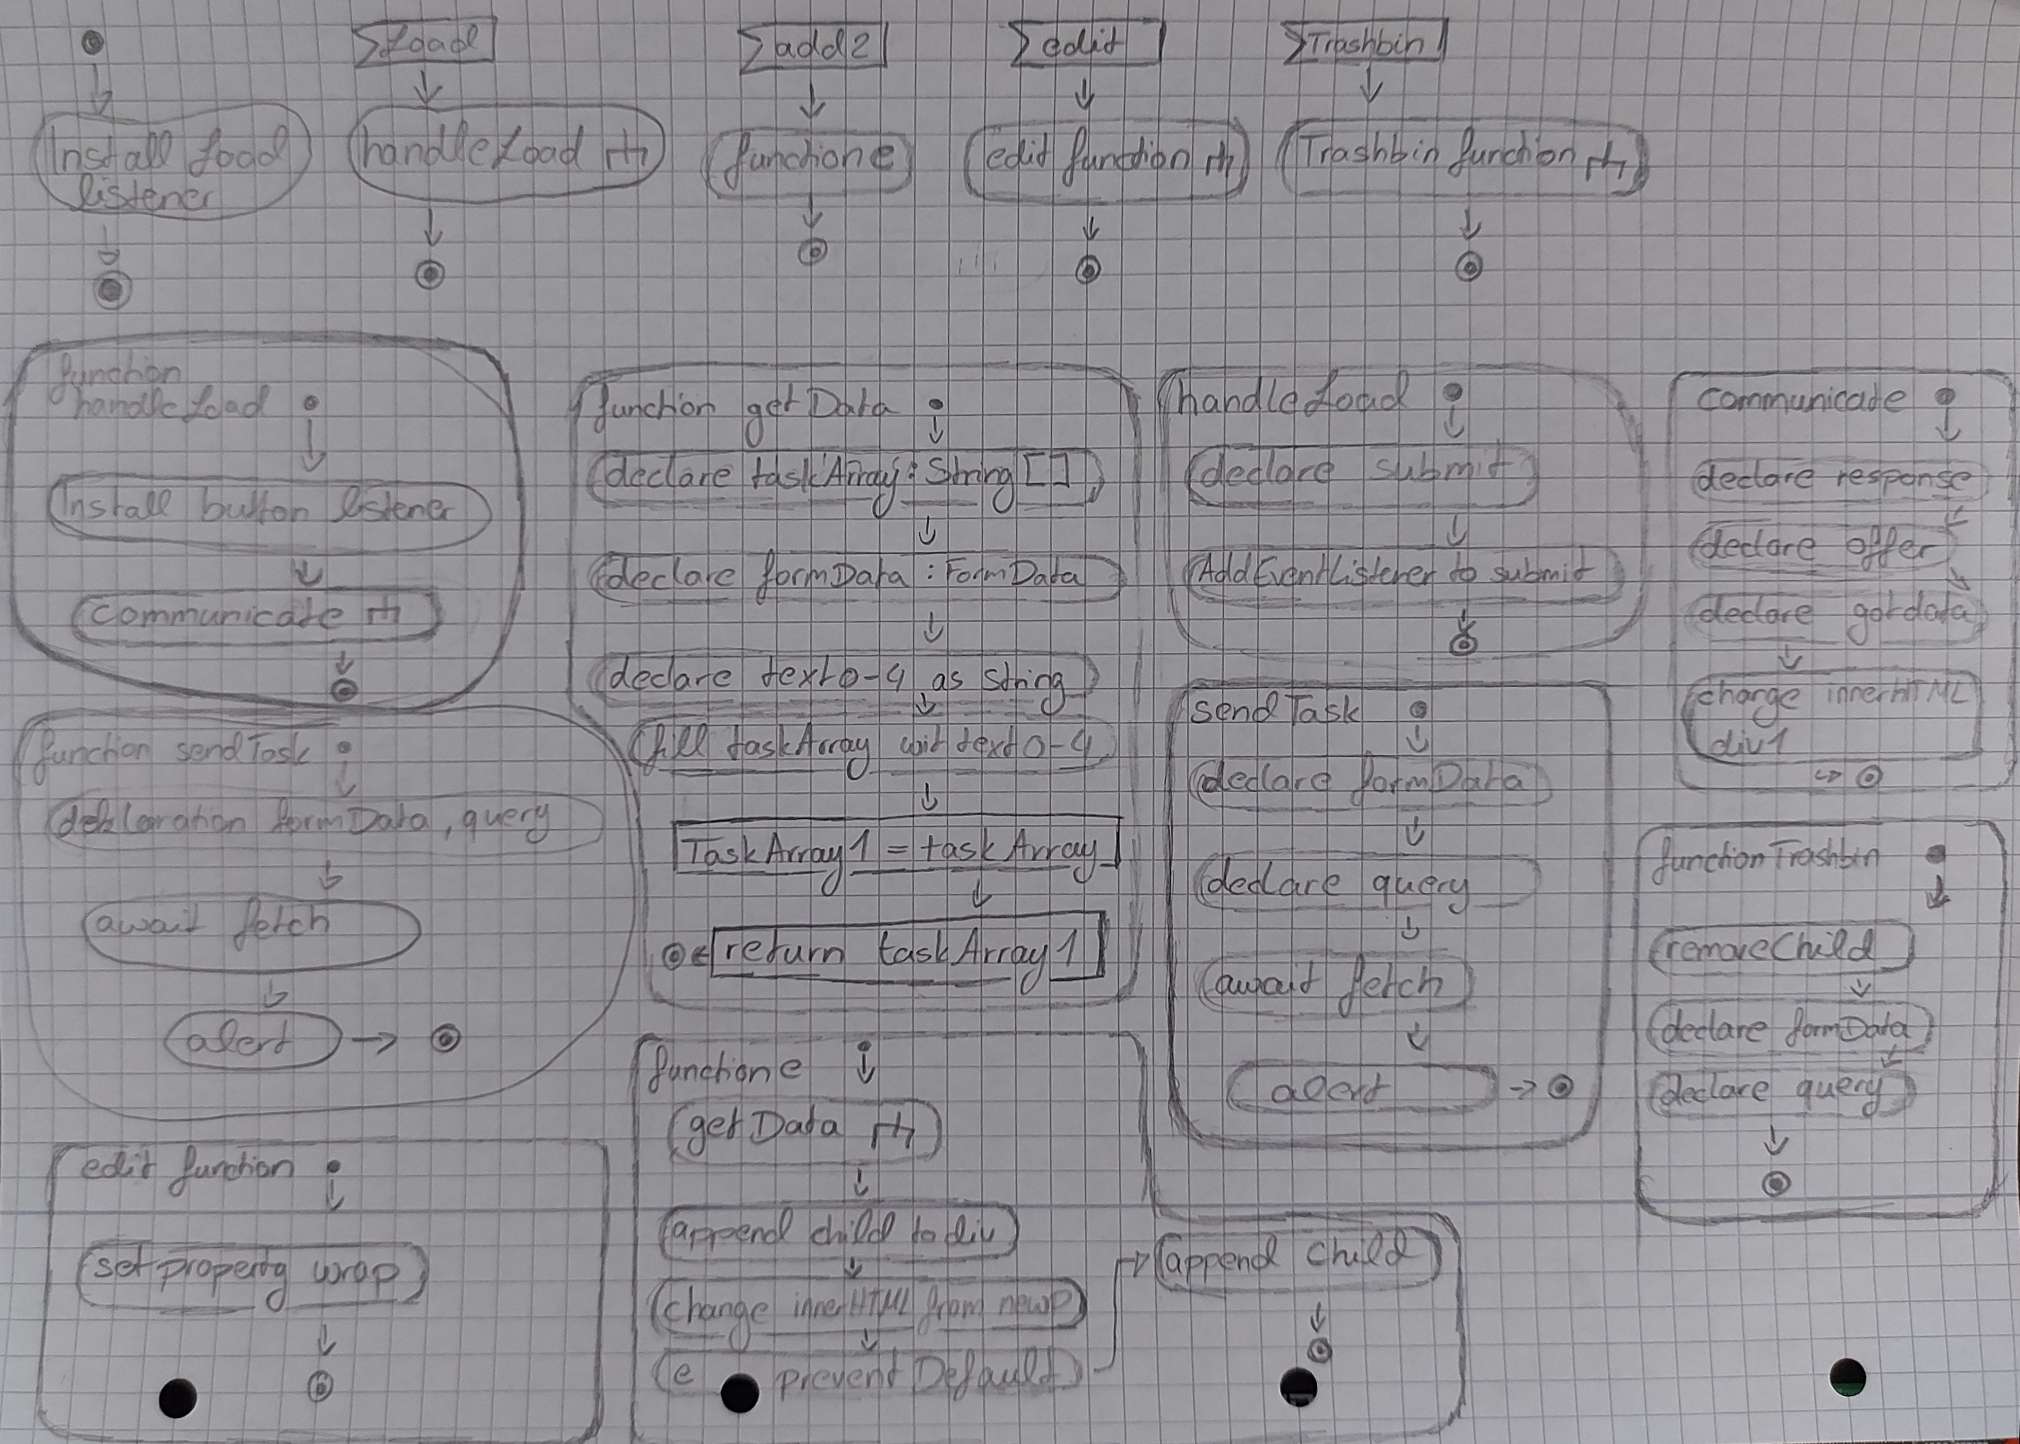 Load
add2
edit
Trashbin
Install load
listener
handleLoad
functione
edit function
Trashbin function
function
handleLoad
Install button listener
communicate
function sendTask
deklaration formData, query
await fetch
alert
edit function
set property wrap
function getData
declare taskArray: String []
declare formData: FormData
declare text0-4 as string
fill taskArray wit text0-4
TaskArray1 = taskArray
return taskArray1
functione
getData
append child to div
change innerHTML from newP
e preventDefault
append child
handleLoad
declare submit
AddEventListener to submit
sendTask
declare formData
declare query
await fetch
alert
communicate
declare response
declare offer
declare gotdata
change innerHTML
div1
functionTrashbin
removeChild
declare formData
declare query